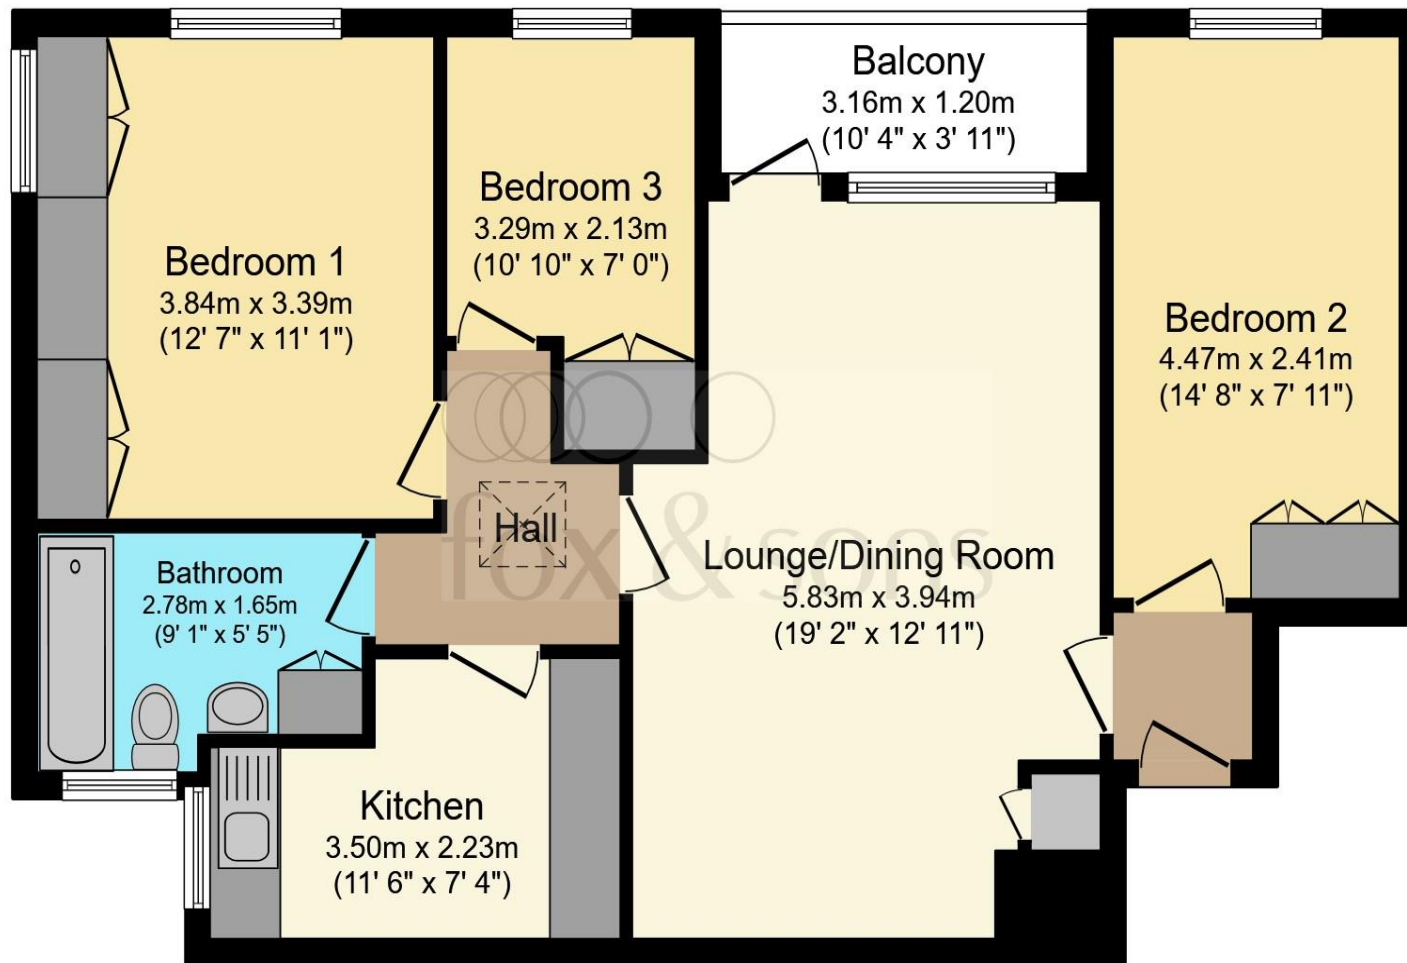 Balcony
3.16m x 1.20m
(10' 4" x 3' 11")
Bedroom 3
3.29m x 2.13m
(10' 10" x 7' 0")
Bedroom 1
3.84m x 3.39m
(12' 7" x 11' 1")
Bedroom 2
4.47m x 2.41m
(14' 8" x 7' 11")
Hall
fox & sons
Lounge/Dining Room
5.83m x 3.94m
(19' 2" x 12' 11")
Bathroom
2.78m x 1.65m
(9' 1" x 5' 5")
Kitchen
3.50m x 2.23m
(11' 6" x 7' 4")